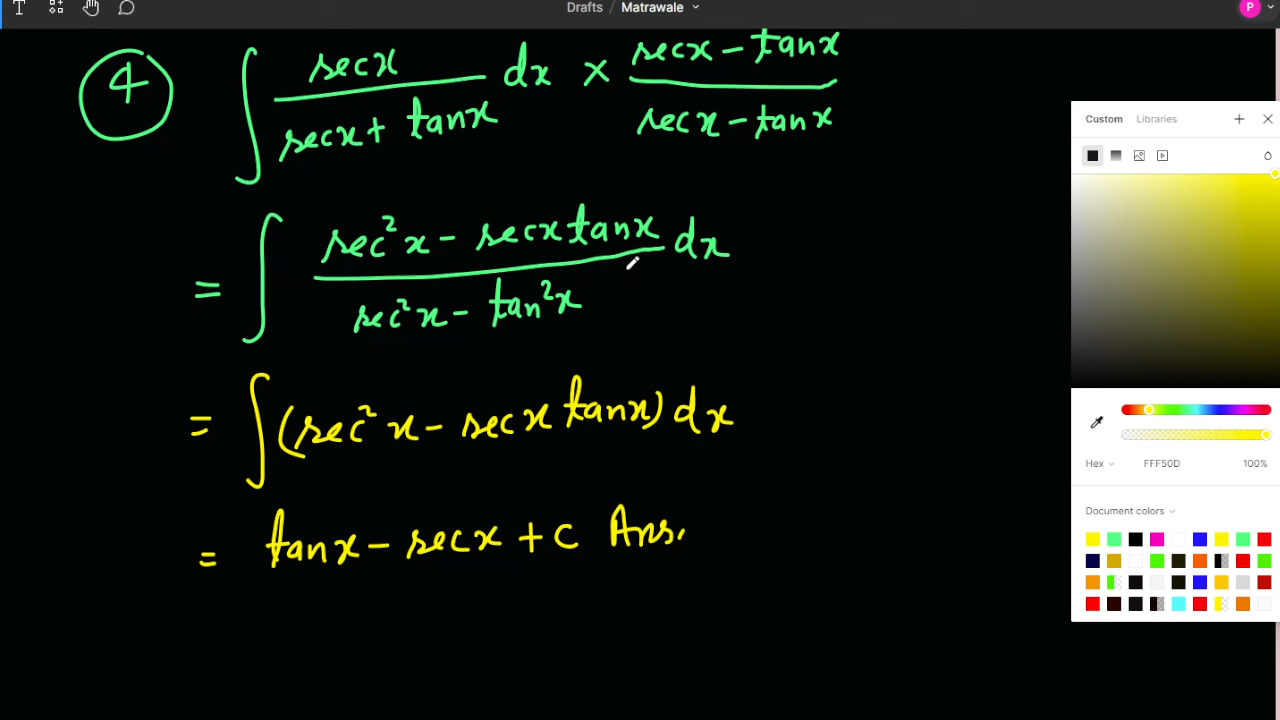 Drafts / Matrawale
P
④ ∫ secx / (secx + tanx) dx × (secx - tanx) / (secx - tanx)
= ∫ (sec²x - secx tanx) / (sec²x - tan²x) dx
= ∫ (sec²x - secx tanx) dx
= tanx - secx + c Ans.
Custom Libraries
Hex FFF50D 100%
Document colors